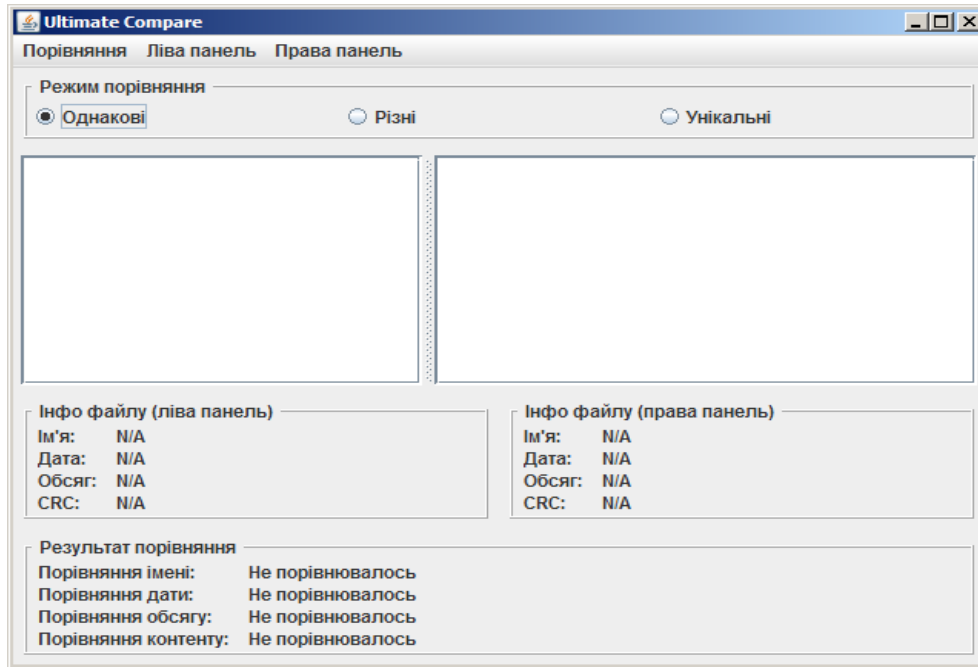 Ultimate Compare
Порівняння Ліва панель Права панель
Режим порівняння
Однакові Різні Унікальні
Інфо файлу (ліва панель) Інфо файлу (права панель)
Ім'я: N/A Ім'я: N/A
Дата: N/A Дата: N/A
Обсяг: N/A Обсяг: N/A
CRC: N/A CRC: N/A
Результат порівняння
Порівняння імені: Не порівнювалось
Порівняння дати: Не порівнювалось
Порівняння обсягу: Не порівнювалось
Порівняння контенту: Не порівнювалось